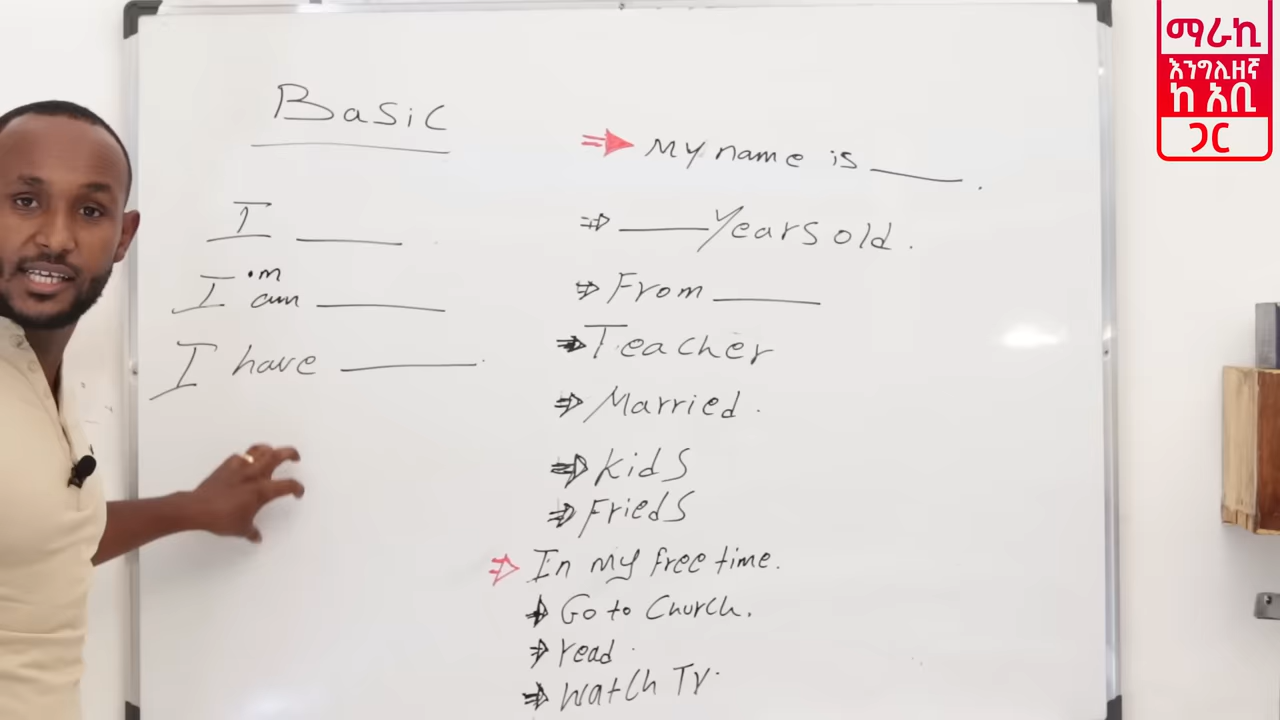 Basic
I ____
I am ____
'm
I have ____
⇒ My name is ____.
⇒ ____ Years old.
⇒ From ____
⇒ Teacher
⇒ Married.
⇒ Kids
⇒ Frieds
⇒ In my free time.
⇒ Go to Church.
⇒ read.
⇒ Watch Tv.
ማራኪ
እንግሊዘኛ
ከ አቢ
ጋር